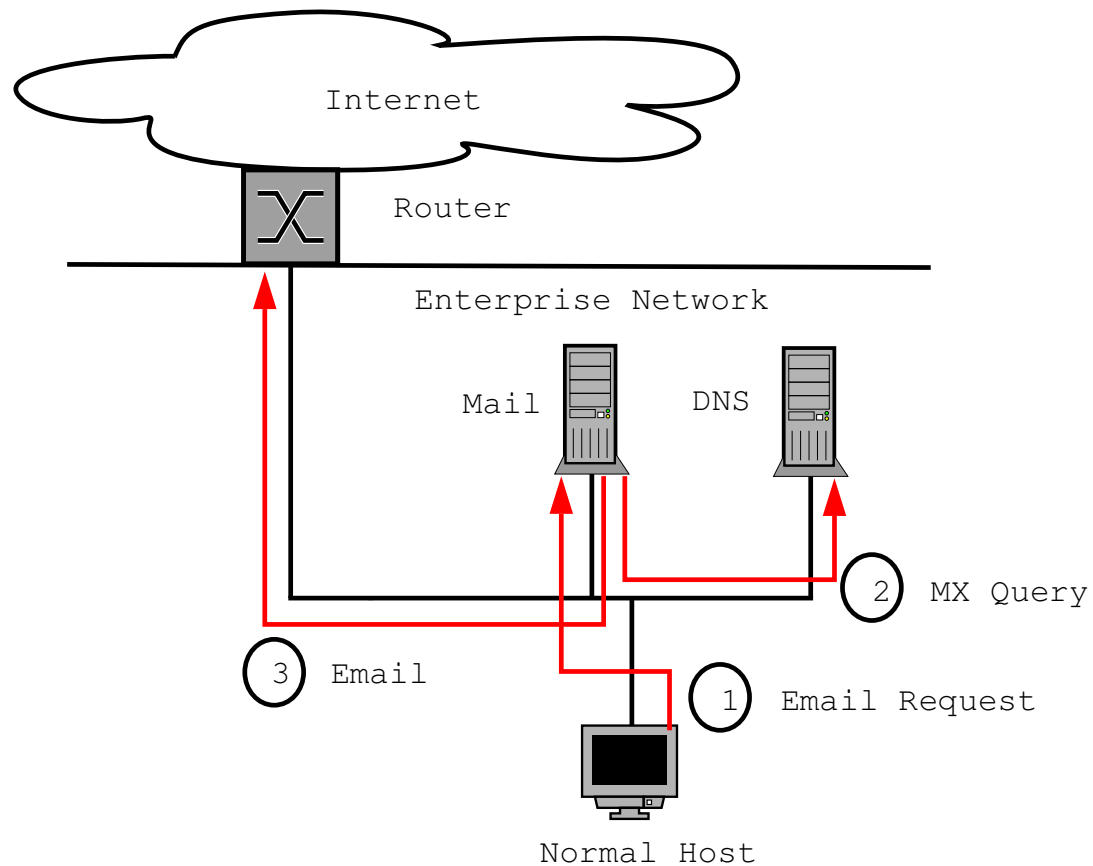 Internet
Router
Enterprise Network
Mail
DNS
2 MX Query
3 Email
1 Email Request
Normal Host